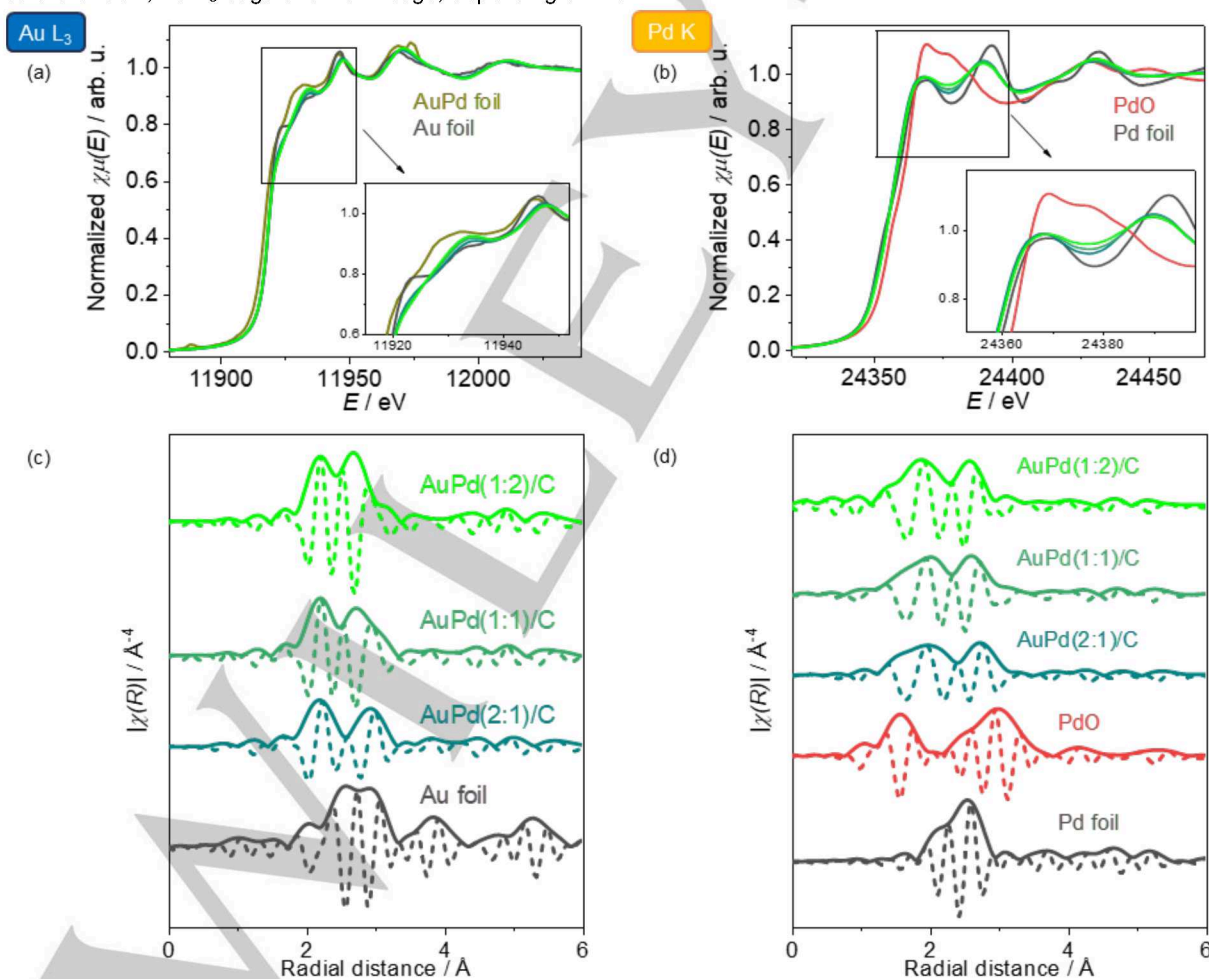 Au L₃
Pd K
(a)
(b)
Normalized χμ(E) / arb. u.
1.0
0.8
0.6
0.4
0.2
0.0
AuPd foil
Au foil
1.0
0.8
0.6
11920
11940
11900
11950
12000
E / eV
Normalized χμ(E) / arb. u.
1.0
0.8
0.6
0.4
0.2
0.0
PdO
Pd foil
1.0
0.8
24360
24380
24350
24400
24450
E / eV
(c)
|χ(R)| / Å⁻⁴
AuPd(1:2)/C
AuPd(1:1)/C
AuPd(2:1)/C
Au foil
0
2
4
6
Radial distance / Å
(d)
|χ(R)| / Å⁻⁴
AuPd(1:2)/C
AuPd(1:1)/C
AuPd(2:1)/C
PdO
Pd foil
0
2
4
6
Radial distance / Å